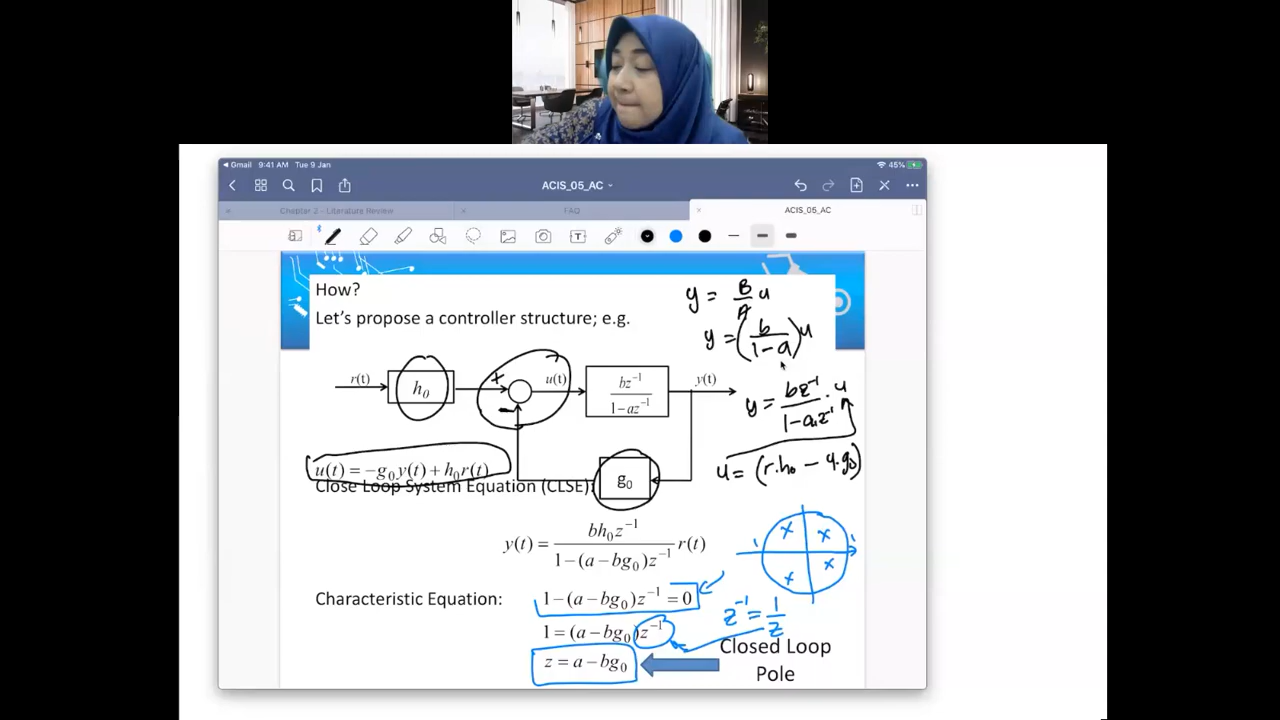 Gmail 9:41 AM Tue 9 Jan
45%
ACIS_05_AC
Chapter 2 – Literature Review
FAQ
ACIS_05_AC
How?
Let's propose a controller structure; e.g.
y = B/A u
y = (b/1-a)u
r(t)
h₀
+
−
u(t)
bz⁻¹
1−az⁻¹
y(t)
y = bz⁻¹/1-a₁z⁻¹ . u
u(t) = −g₀y(t) + h₀r(t)
g₀
u = (r.h₀ − y.g₀)
Close Loop System Equation (CLSE):
y(t) = bh₀z⁻¹/1−(a−bg₀)z⁻¹ r(t)
x x
1 1
x x
Characteristic Equation:
1−(a−bg₀)z⁻¹ = 0
z⁻¹ = 1/z
1 = (a−bg₀)z⁻¹
z = a−bg₀
Closed Loop
Pole